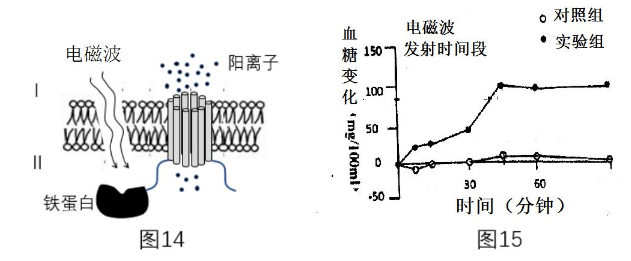 电磁波
阳离子
I
II
铁蛋白
图14
血糖变化（mg/100ml）
电磁波
发射时间段
对照组
实验组
150
100
50
0
-50
30
60
时间（分钟）
图15